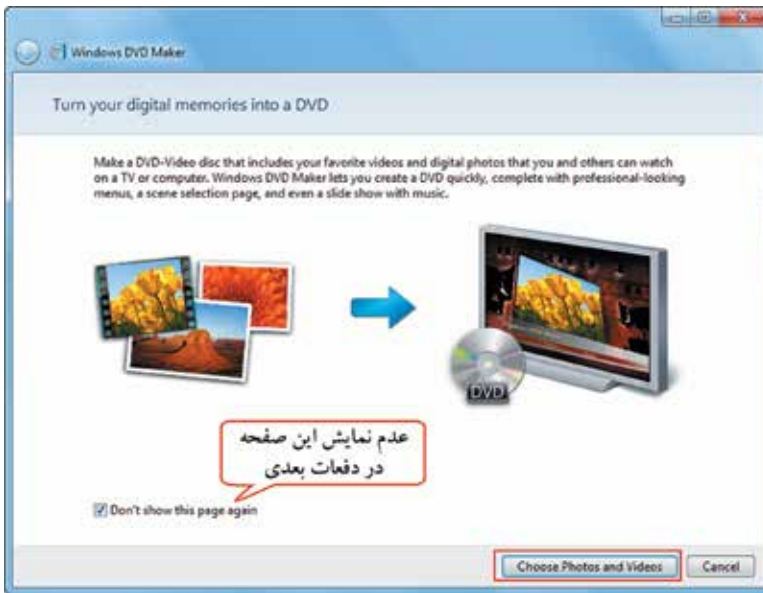 Windows DVD Maker
Turn your digital memories into a DVD
Make a DVD-Video disc that includes your favorite videos and digital photos that you and others can watch
on a TV or computer. Windows DVD Maker lets you create a DVD quickly, complete with professional-looking
menus, a scene selection page, and even a slide show with music.
DVD
عدم نمایش این صفحه
در دفعات بعدی
Don't show this page again
Choose Photos and Videos
Cancel